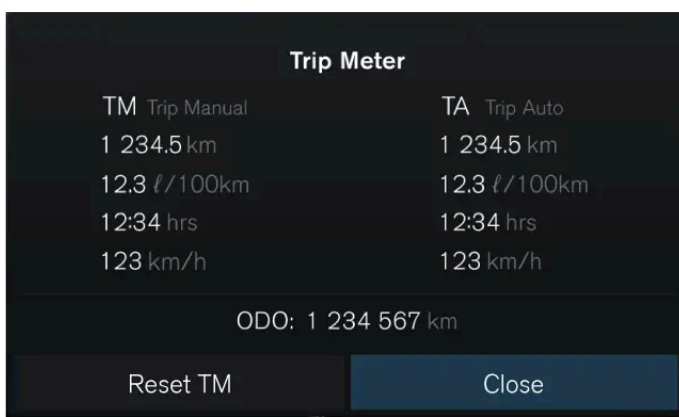 Trip Meter
TM Trip Manual
1 234.5 km
12.3 ℓ/100km
12:34 hrs
123 km/h
TA Trip Auto
1 234.5 km
12.3 ℓ/100km
12:34 hrs
123 km/h
ODO: 1 234 567 km
Reset TM
Close